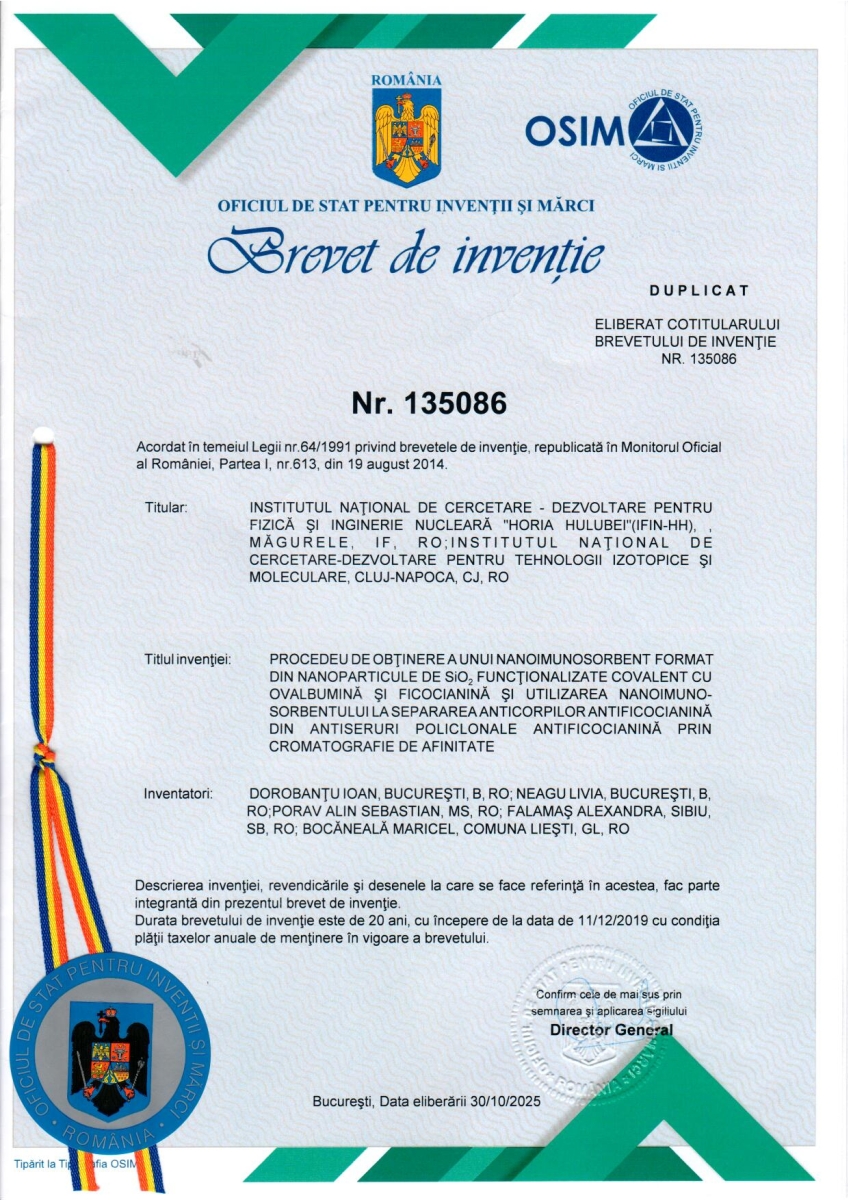 ROMÂNIA
OSIM
OFICIUL DE STAT PENTRU INVENŢII ŞI MĂRCI
OFICIUL DE STAT PENTRU INVENŢII ŞI MĂRCI
Brevet de invenţie
DUPLICAT
ELIBERAT COTITULARULUI
BREVETULUI DE INVENŢIE
NR. 135086
Nr. 135086
Acordat în temeiul Legii nr.64/1991 privind brevetele de invenţie, republicată în Monitorul Oficial
al României, Partea I, nr.613, din 19 august 2014.
Titular: INSTITUTUL NAŢIONAL DE CERCETARE - DEZVOLTARE PENTRU
FIZICĂ ŞI INGINERIE NUCLEARĂ "HORIA HULUBEI"(IFIN-HH), ,
MĂGURELE, IF, RO;INSTITUTUL NAŢIONAL DE
CERCETARE-DEZVOLTARE PENTRU TEHNOLOGII IZOTOPICE ŞI
MOLECULARE, CLUJ-NAPOCA, CJ, RO
Titlul invenţiei: PROCEDEU DE OBŢINERE A UNUI NANOIMUNOSORBENT FORMAT
DIN NANOPARTICULE DE SiO₂ FUNCŢIONALIZATE COVALENT CU
OVALBUMINĂ ŞI FICOCIANINĂ ŞI UTILIZAREA NANOIMUNO-
SORBENTULUI LA SEPARAREA ANTICORPILOR ANTIFICOCIANINĂ
DIN ANTISERURI POLICLONALE ANTIFICOCIANINĂ PRIN
CROMATOGRAFIE DE AFINITATE
Inventatori: DOROBANŢU IOAN, BUCUREŞTI, B, RO; NEAGU LIVIA, BUCUREŞTI, B,
RO;PORAV ALIN SEBASTIAN, MS, RO; FALAMAŞ ALEXANDRA, SIBIU,
SB, RO; BOCĂNEALĂ MARICEL, COMUNA LIEŞTI, GL, RO
Descrierea invenţiei, revendicările şi desenele la care se face referinţă în acestea, fac parte
integrantă din prezentul brevet de invenţie.
Durata brevetului de invenţie este de 20 ani, cu începere de la data de 11/12/2019 cu condiţia
plăţii taxelor anuale de menţinere în vigoare a brevetului.
Confirm cele de mai sus prin
semnarea şi aplicarea sigiliului
Director General
OFICIUL DE STAT PENTRU INVENŢII ŞI MĂRCI
ROMÂNIA
ROMÂNIA
Bucureşti, Data eliberării 30/10/2025
Tipărit la OSIM